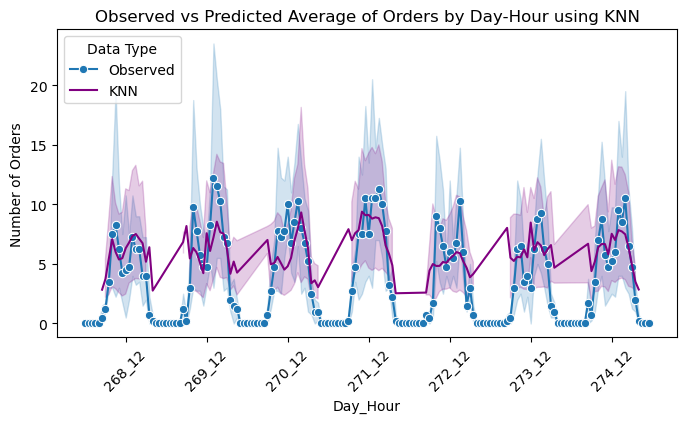 Observed vs Predicted Average of Orders by Day-Hour using KNN
Data Type
Observed
KNN
Number of Orders
20
15
10
5
0
268_12
269_12
270_12
271_12
272_12
273_12
274_12
Day_Hour